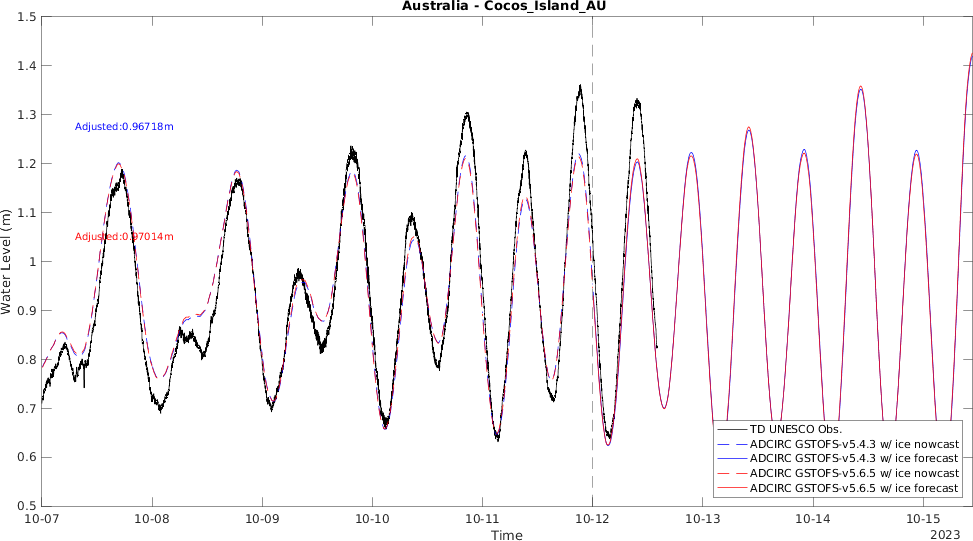 Australia - Cocos_Island_AU
1.5
1.4
1.3
1.2
1.1
1
0.9
0.8
0.7
0.6
0.5
Water Level (m)
Adjusted:0.96718m
Adjusted:0.97014m
TD UNESCO Obs.
ADCIRC GSTOFS-v5.4.3 w/ ice nowcast
ADCIRC GSTOFS-v5.4.3 w/ ice forecast
ADCIRC GSTOFS-v5.6.5 w/ ice nowcast
ADCIRC GSTOFS-v5.6.5 w/ ice forecast
10-07 10-08 10-09 10-10 10-11 10-12 10-13 10-14 10-15
Time
2023